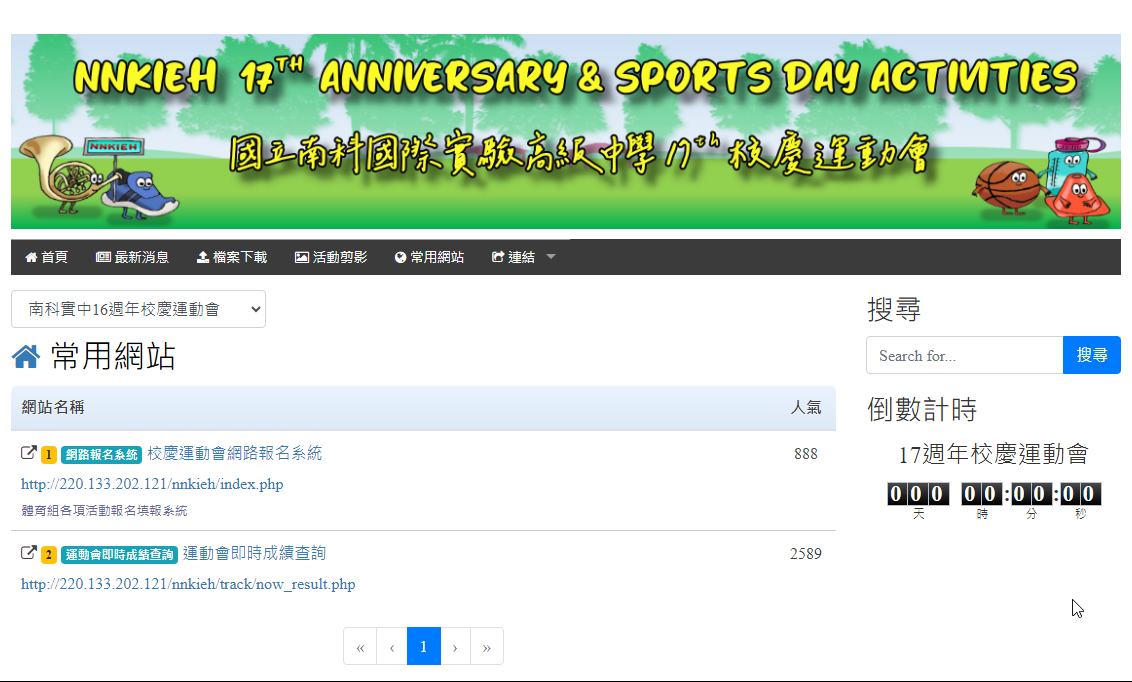 NNKIEH 17TH ANNIVERSARY & SPORTS DAY ACTIVITIES
NNKIEH
國立南科國際實驗高級中學 17th 校慶運動會
首頁 最新消息 檔案下載 活動剪影 常用網站 連結
南科實中16週年校慶運動會
常用網站
網站名稱 人氣
1 網路報名系統 校慶運動會網路報名系統 888
http://220.133.202.121/nnkieh/index.php
體育組各項活動報名填報系統
2 運動會即時成績查詢 運動會即時成績查詢 2589
http://220.133.202.121/nnkieh/track/now_result.php
« ‹ 1 › »
搜尋
Search for... 搜尋
倒數計時
17週年校慶運動會
000 00:00:00
天 時 分 秒